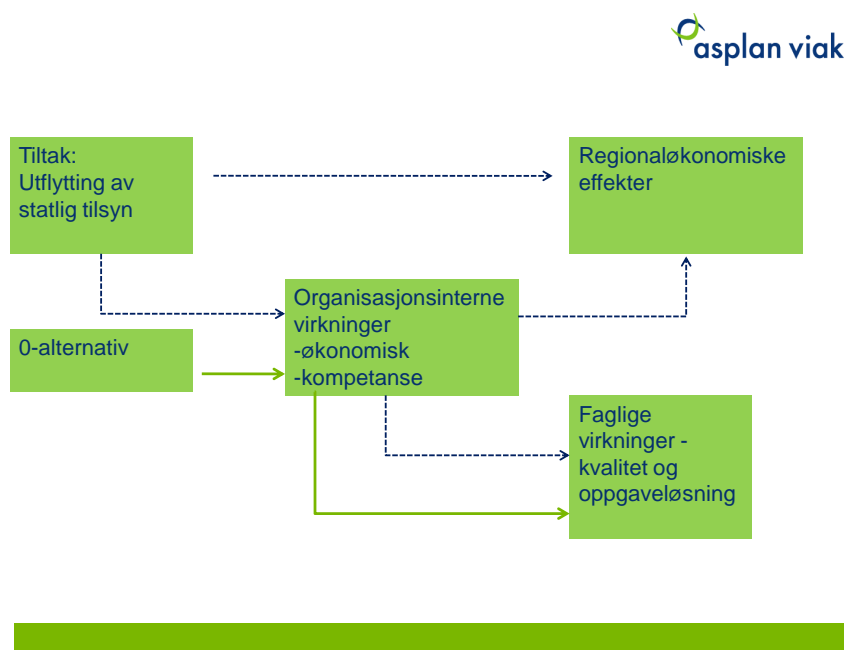 asplan viak
Tiltak:
Utflytting av
statlig tilsyn
Regionaløkonomiske
effekter
Organisasjonsinterne
virkninger
-økonomisk
-kompetanse
0-alternativ
Faglige
virkninger -
kvalitet og
oppgaveløsning